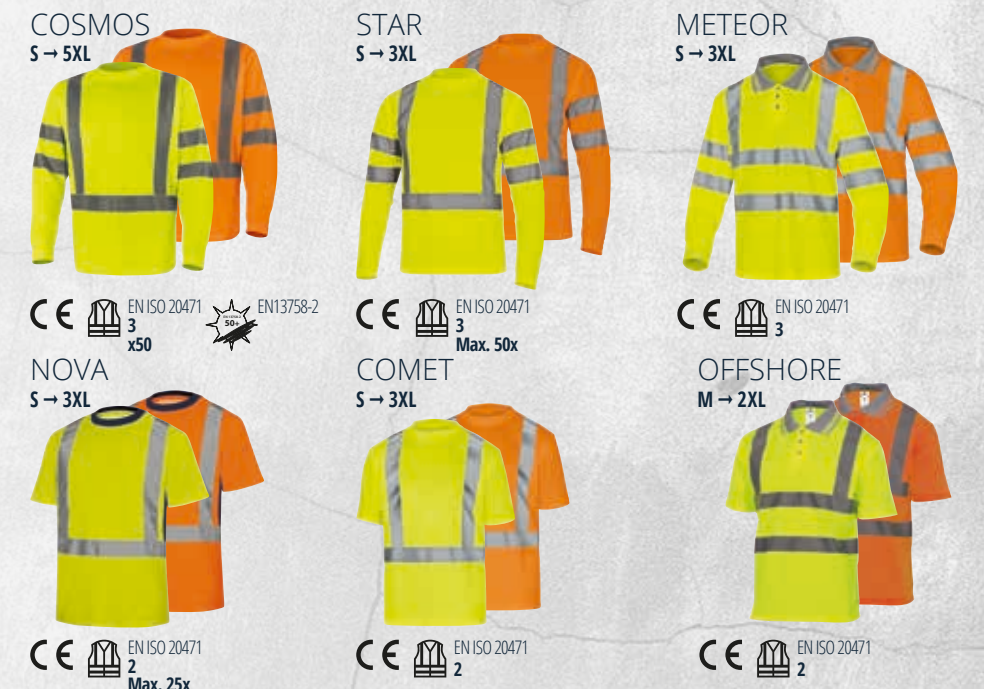 COSMOS
S → 5XL
CE
EN ISO 20471
3
x50
50+
EN13758-2
STAR
S → 3XL
CE
EN ISO 20471
3
Max. 50x
METEOR
S → 3XL
CE
EN ISO 20471
3
NOVA
S → 3XL
CE
EN ISO 20471
2
Max. 25x
COMET
S → 3XL
CE
EN ISO 20471
2
OFFSHORE
M → 2XL
CE
EN ISO 20471
2